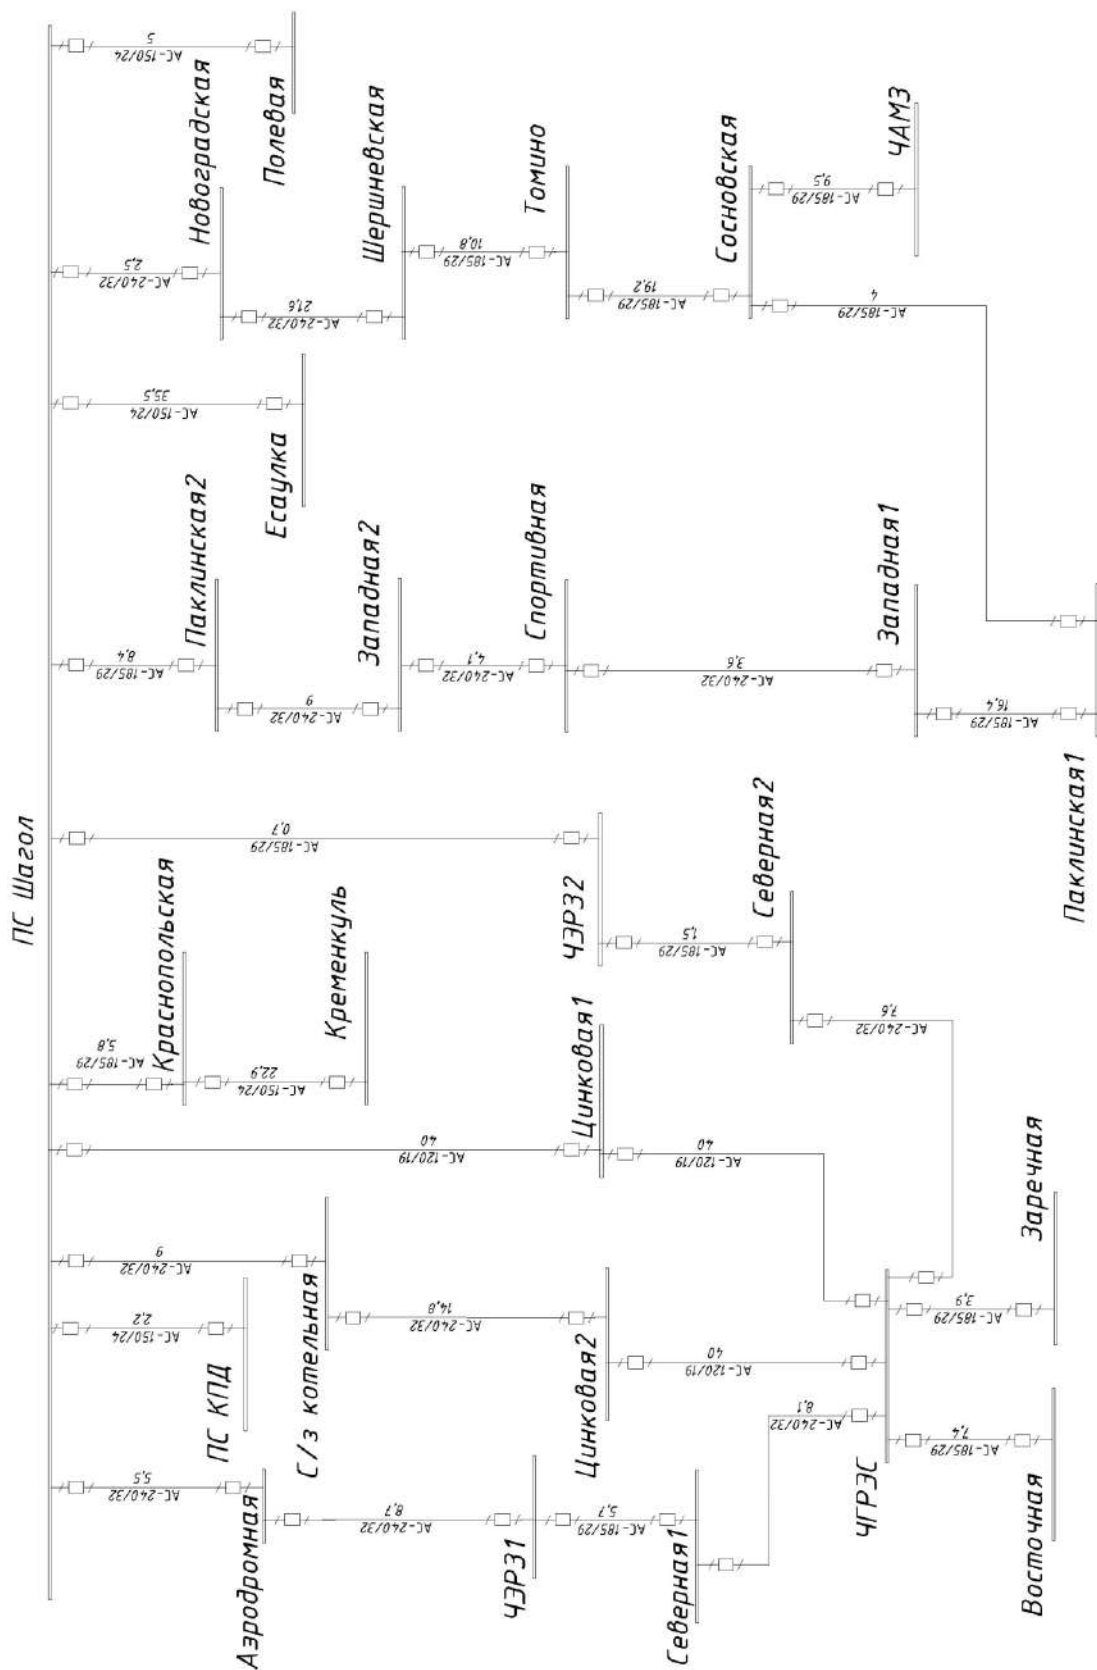 ПС Шагол
5,5
АС-240/32
Аэродромная
8,7
АС-240/32
ЧЭРЗ1
5,7
АС-185/29
Северная1
8,1
АС-240/32
2,2
АС-150/24
ПС КПД
9
АС-240/32
С/з котельная
14,8
АС-240/32
Цинковая2
40
АС-120/19
ЧГРЭС
7,4
АС-185/29
Восточная
3,9
АС-185/29
Заречная
40
АС-120/19
Цинковая1
40
АС-120/19
5,8
АС-185/29
Краснопольская
22,9
АС-150/24
Кременкуль
0,7
АС-185/29
ЧЭРЗ2
1,5
АС-185/29
Северная2
7,6
АС-240/32
8,4
АС-185/29
Паклинская2
9
АС-240/32
Западная2
4,1
АС-240/32
Спортивная
3,6
АС-240/32
Западная1
16,4
АС-185/29
Паклинская1
35,5
АС-150/24
Есаулка
2,5
АС-240/32
Новоградская
21,6
АС-240/32
Шершневская
10,8
АС-185/29
Томино
19,2
АС-185/29
Сосновская
4
АС-185/29
9,5
АС-185/29
ЧАМЗ
5
АС-150/24
Полевая